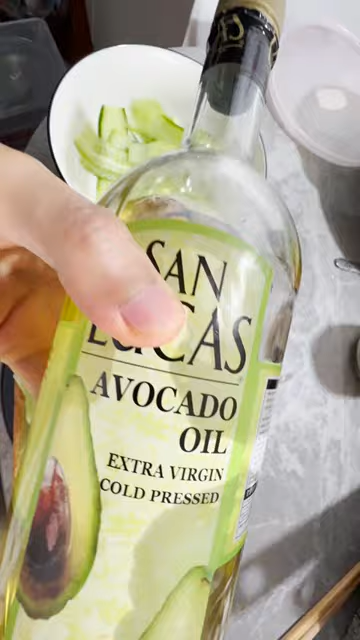 SAN
LUCAS
AVOCADO
OIL
EXTRA VIRGIN
COLD PRESSED